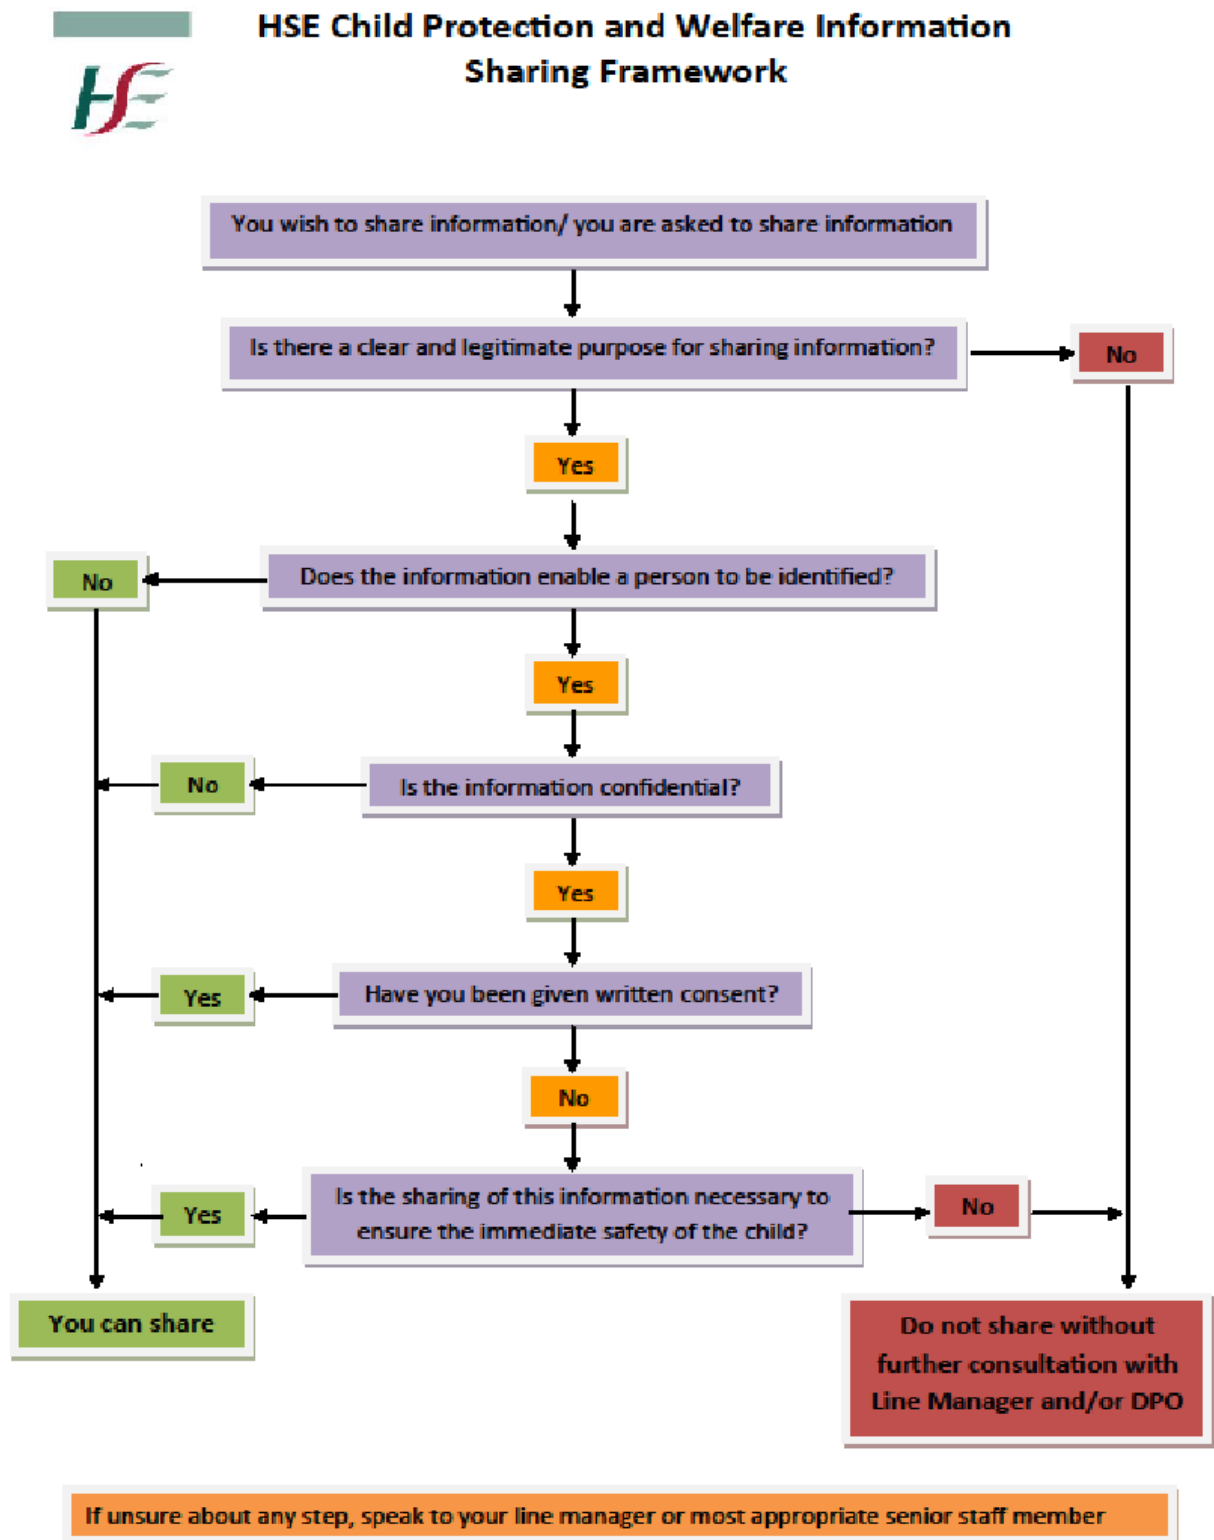 HSE Child Protection and Welfare Information
Sharing Framework
HSE
You wish to share information/ you are asked to share information
Is there a clear and legitimate purpose for sharing information?
No
Yes
Does the information enable a person to be identified?
No
Yes
Is the information confidential?
No
Yes
Have you been given written consent?
Yes
No
Is the sharing of this information necessary to
ensure the immediate safety of the child?
Yes
No
You can share
Do not share without
further consultation with
Line Manager and/or DPO
If unsure about any step, speak to your line manager or most appropriate senior staff member